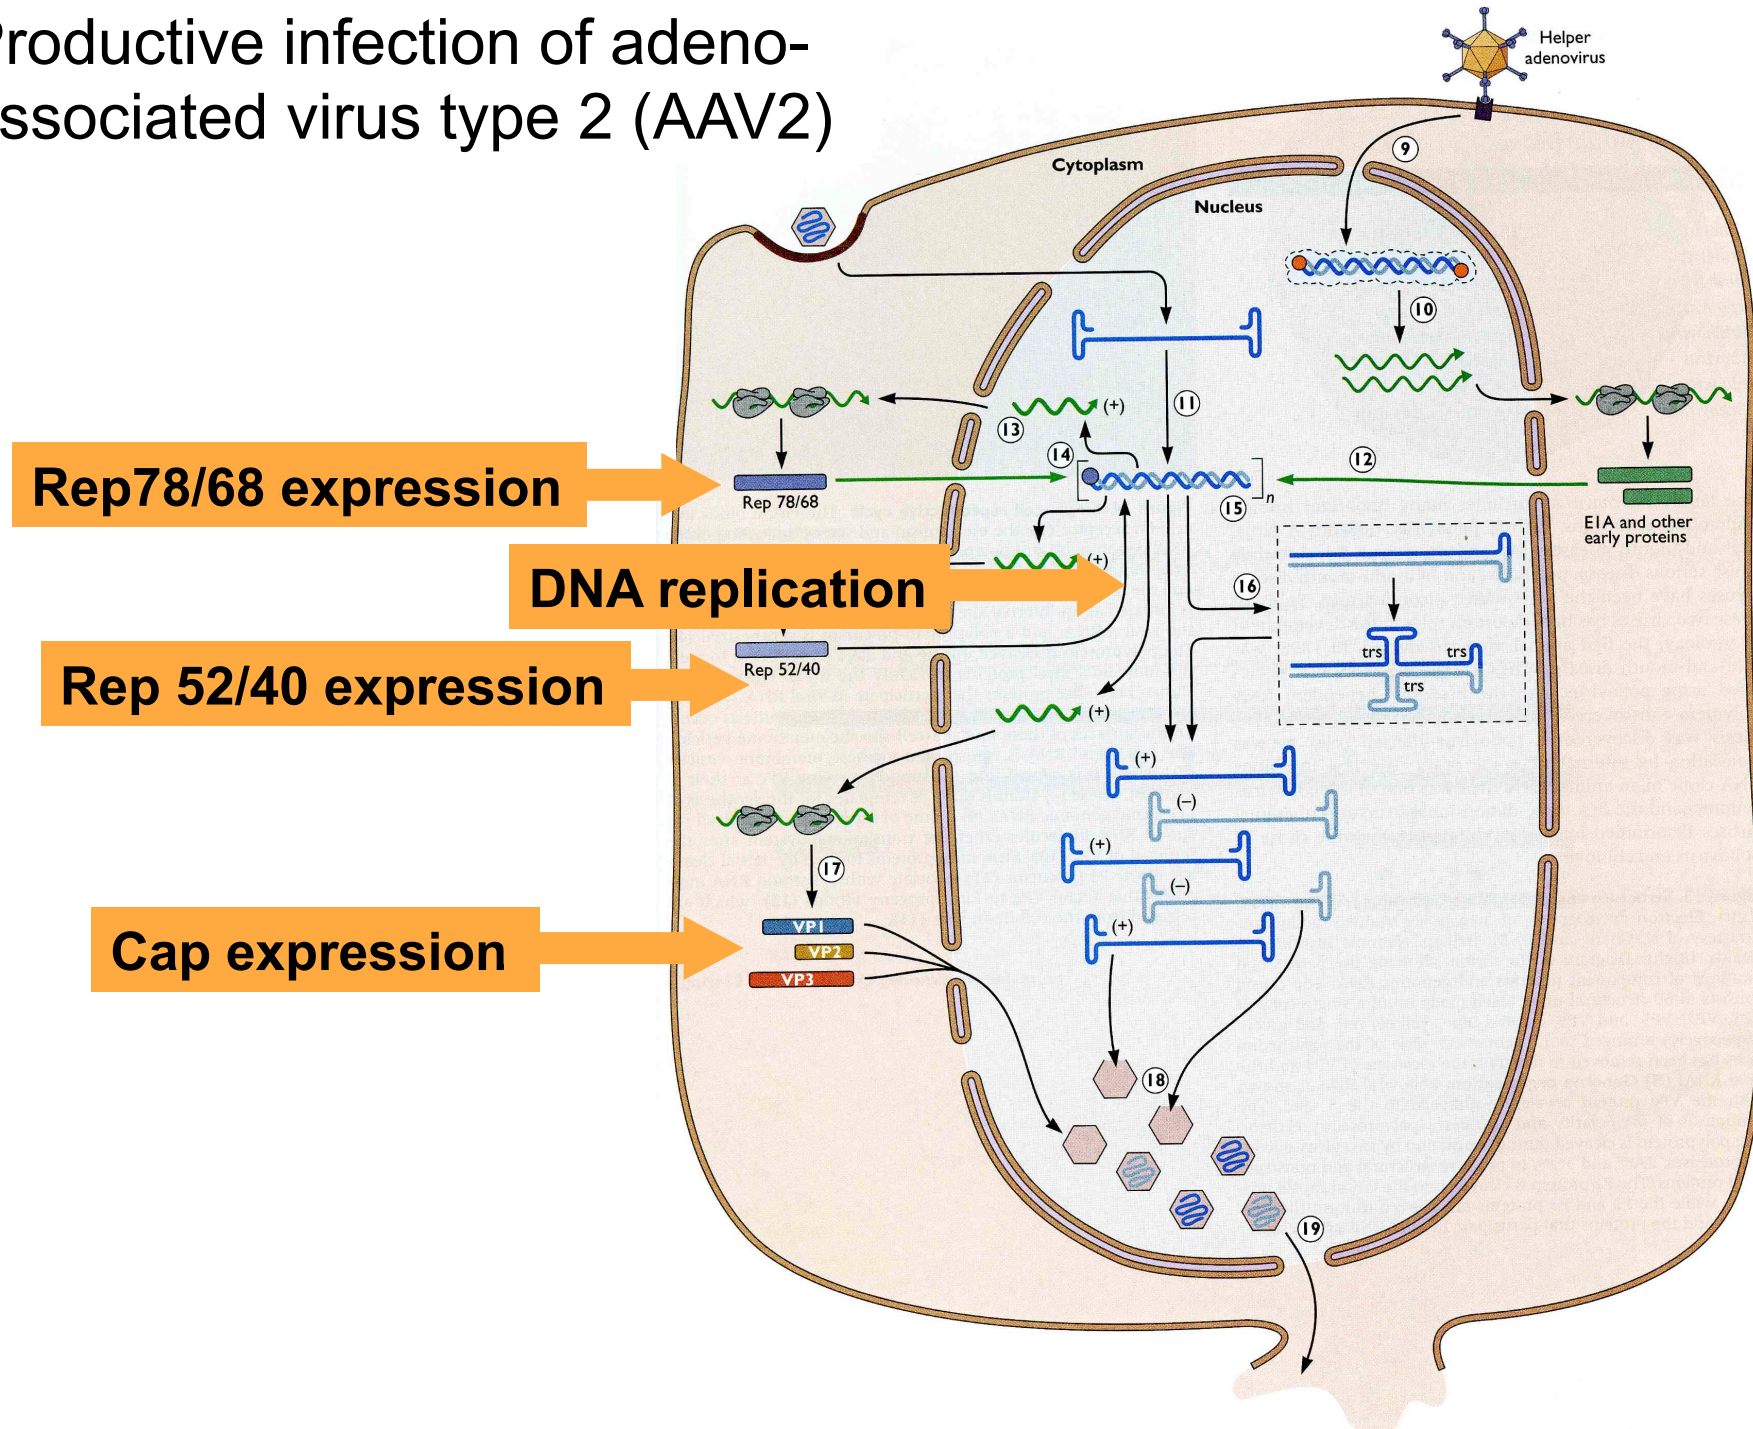 Productive infection of adeno-
associated virus type 2 (AAV2)
Helper
adenovirus
Cytoplasm
Nucleus
9
10
11
(+)
13
14
12
15
n
Rep78/68 expression
Rep 78/68
E1A and other
early proteins
(+)
DNA replication
16
trs
trs
trs
Rep 52/40 expression
Rep 52/40
(+)
(+)
(–)
(+)
(–)
(+)
17
Cap expression
VP1
VP2
VP3
18
19